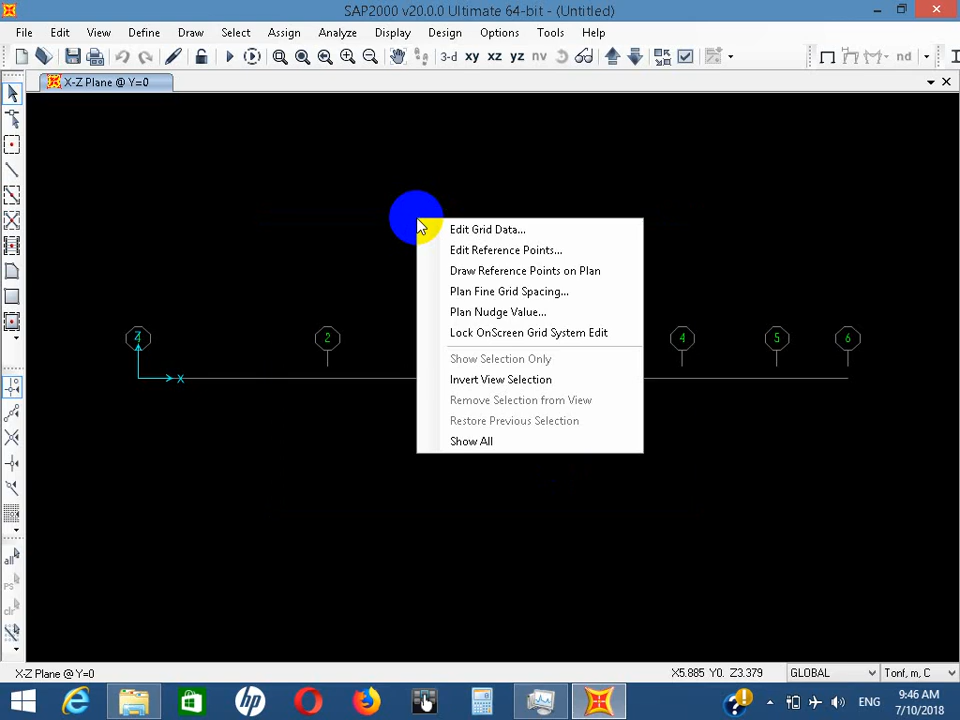 SAP2000 v20.0.0 Ultimate 64-bit - (Untitled)
File Edit View Define Draw Select Assign Analyze Display Design Options Tools Help
3-d xy xz yz nv nd
X-Z Plane @ Y=0
Edit Grid Data...
Edit Reference Points...
Draw Reference Points on Plan
Plan Fine Grid Spacing...
Plan Nudge Value...
Lock OnScreen Grid System Edit
Z 2 4 5 6
X
Show Selection Only
Invert View Selection
Remove Selection from View
Restore Previous Selection
Show All
all
ps
clr
X-Z Plane @ Y=0 X5.885 Y0. Z3.379 GLOBAL Tonf, m, C
ENG 9:46 AM
7/10/2018